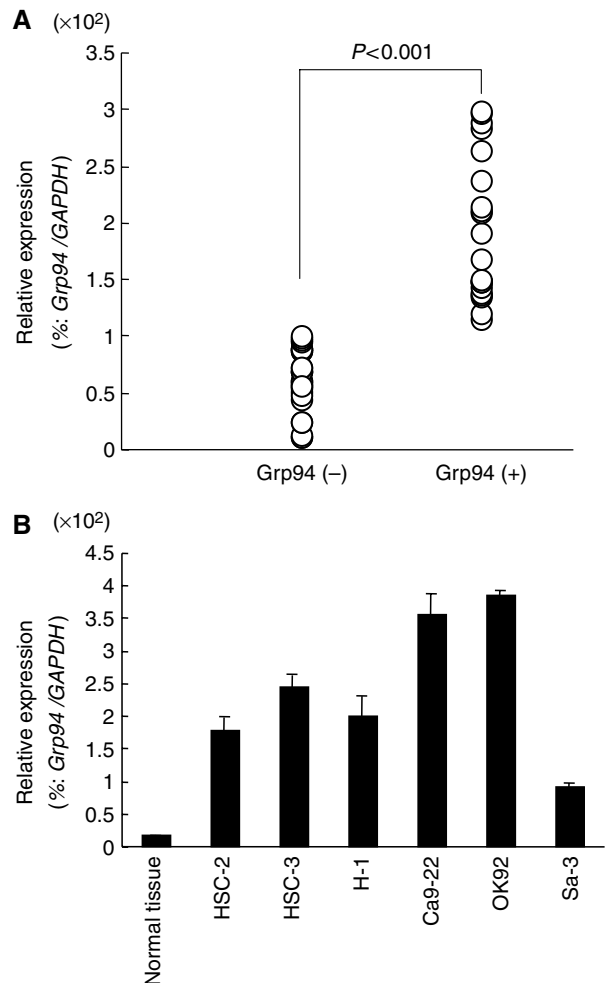 A (×10²)
P<0.001
Relative expression
(%: Grp94 /GAPDH)
3.5
3
2.5
2
1.5
1
0.5
0
Grp94 (–)
Grp94 (+)
B (×10²)
Relative expression
(%: Grp94 /GAPDH)
4.5
4
3.5
3
2.5
2
1.5
1
0.5
0
Normal tissue
HSC-2
HSC-3
H-1
Ca9-22
OK92
Sa-3